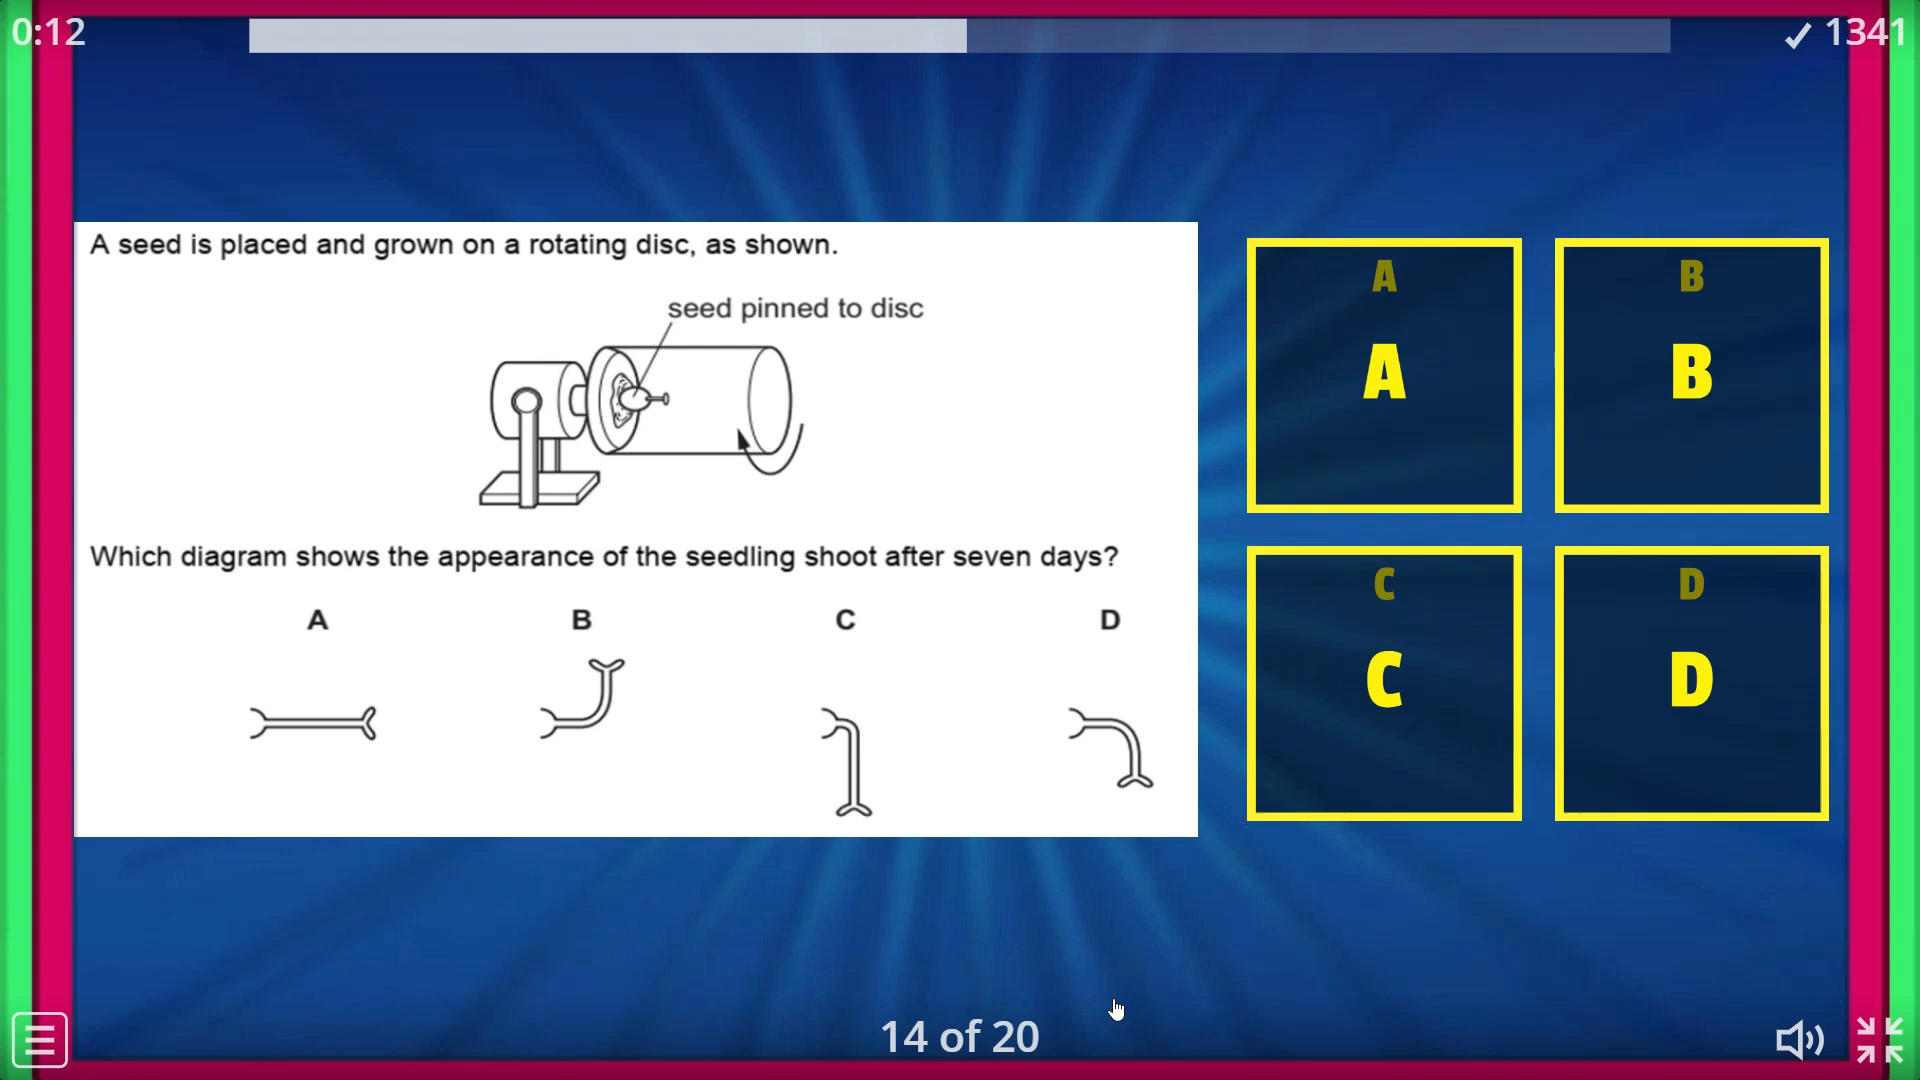 0:12
✓ 1341
A seed is placed and grown on a rotating disc, as shown.
seed pinned to disc
Which diagram shows the appearance of the seedling shoot after seven days?
A B C D
A
A
B
B
C
C
D
D
14 of 20